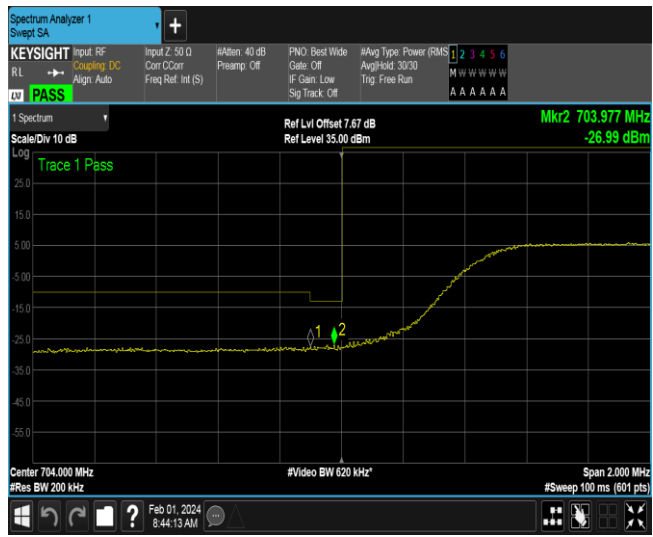 Spectrum Analyzer 1
Swept SA
+
KEYSIGHT
RL
LXI
PASS
Input: RF
Coupling: DC
Align: Auto
Input Z: 50 Ω
Corr CCorr
Freq Ref: Int (S)
#Atten: 40 dB
Preamp: Off
PNO: Best Wide
Gate: Off
IF Gain: Low
Sig Track: Off
#Avg Type: Power (RMS
Avg|Hold: 30/30
Trig: Free Run
1 2 3 4 5 6
M W W W W W
A A A A A A
1 Spectrum
Scale/Div 10 dB
Ref Lvl Offset 7.67 dB
Ref Level 35.00 dBm
Mkr2 703.977 MHz
-26.99 dBm
Log
Trace 1 Pass
25.0
15.0
5.00
-5.00
-15.0
-25.0
-35.0
-45.0
-55.0
1
2
Center 704.000 MHz
#Res BW 200 kHz
#Video BW 620 kHz*
Span 2.000 MHz
#Sweep 100 ms (601 pts)
?
Feb 01, 2024
8:44:13 AM